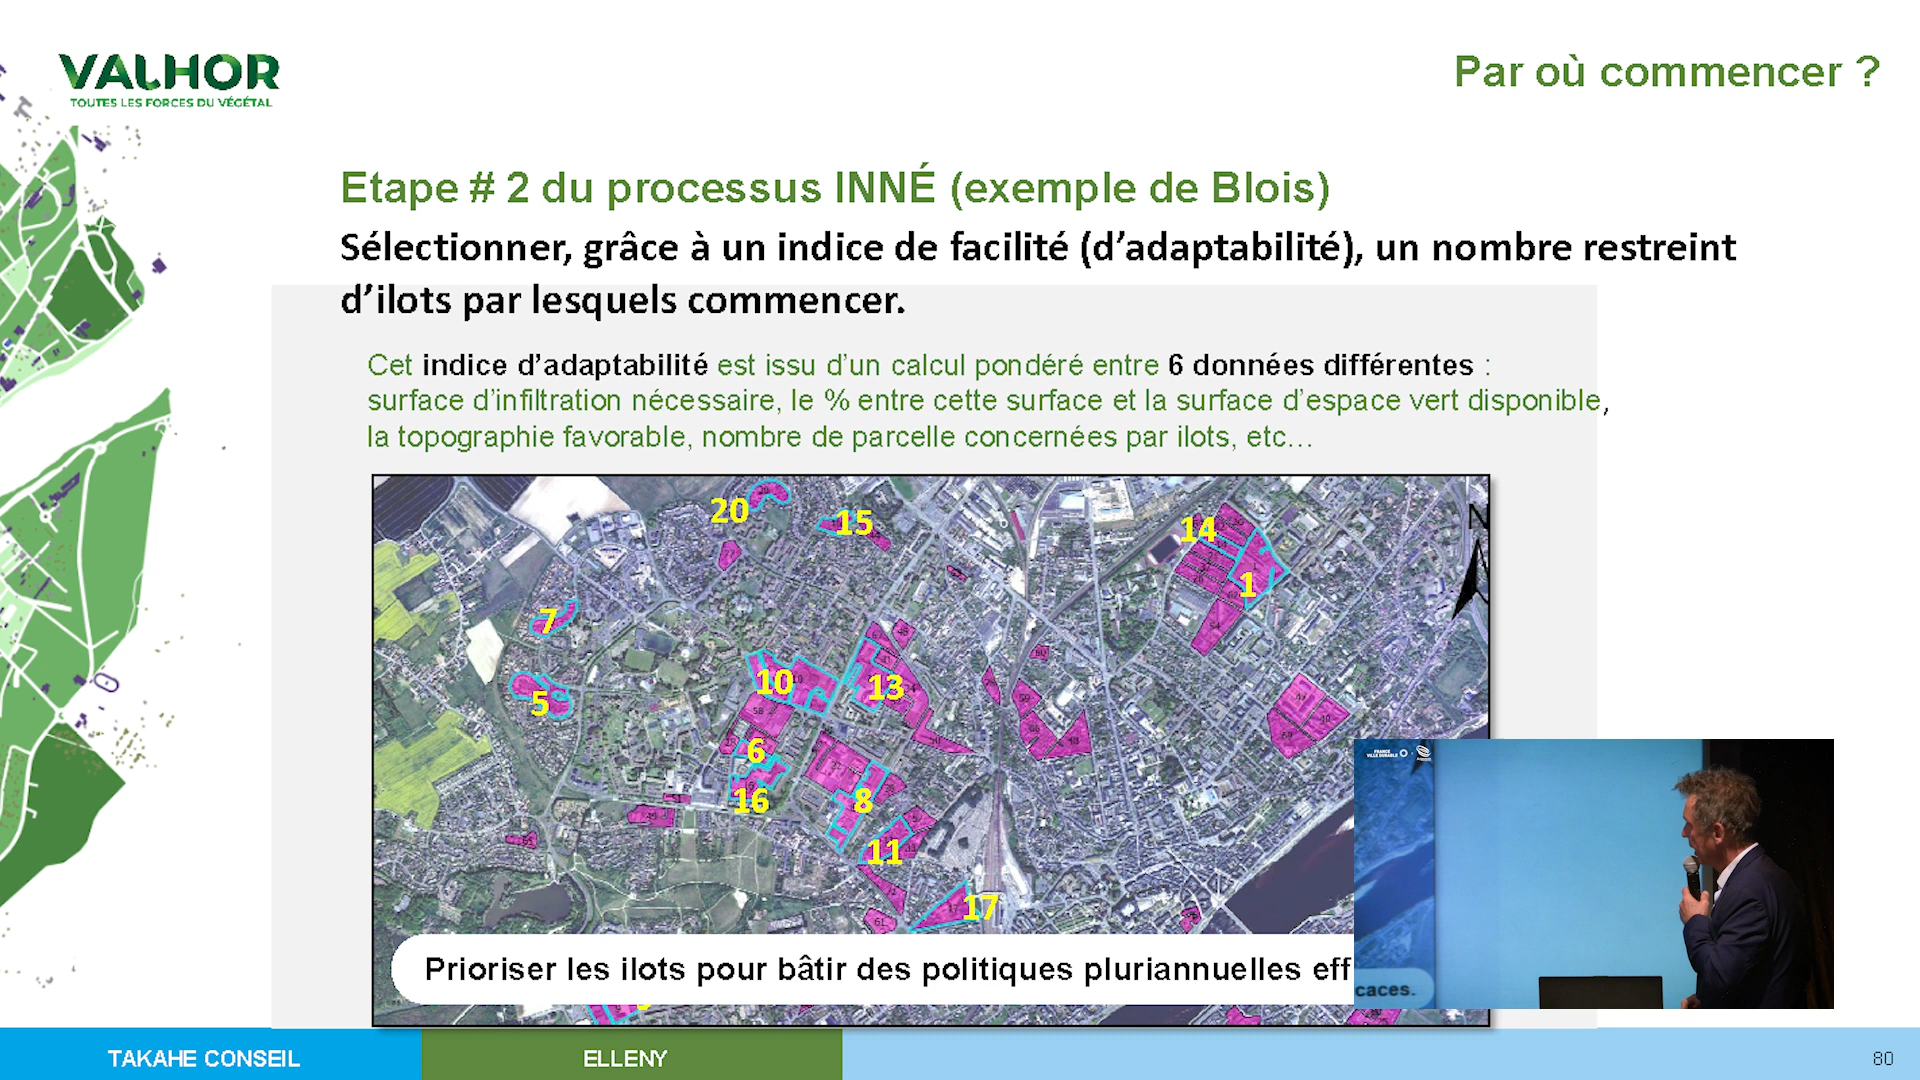 VALHOR
TOUTES LES FORCES DU VÉGÉTAL
Par où commencer ?
Etape # 2 du processus INNÉ (exemple de Blois)
Sélectionner, grâce à un indice de facilité (d’adaptabilité), un nombre restreint
d’ilots par lesquels commencer.
Cet indice d’adaptabilité est issu d’un calcul pondéré entre 6 données différentes :
surface d’infiltration nécessaire, le % entre cette surface et la surface d’espace vert disponible,
la topographie favorable, nombre de parcelle concernées par ilots, etc…
20
15
14
N
1
7
10
13
5
6
16
8
11
17
FRANCE
VILLE DURABLE
Prioriser les ilots pour bâtir des politiques pluriannuelles eff
caces.
TAKAHE CONSEIL
ELLENY
80